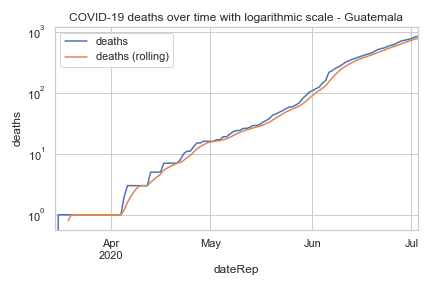 COVID-19 deaths over time with logarithmic scale - Guatemala
deaths
deaths (rolling)
10³
10²
10¹
10⁰
deaths
Apr
2020
May
Jun
Jul
dateRep